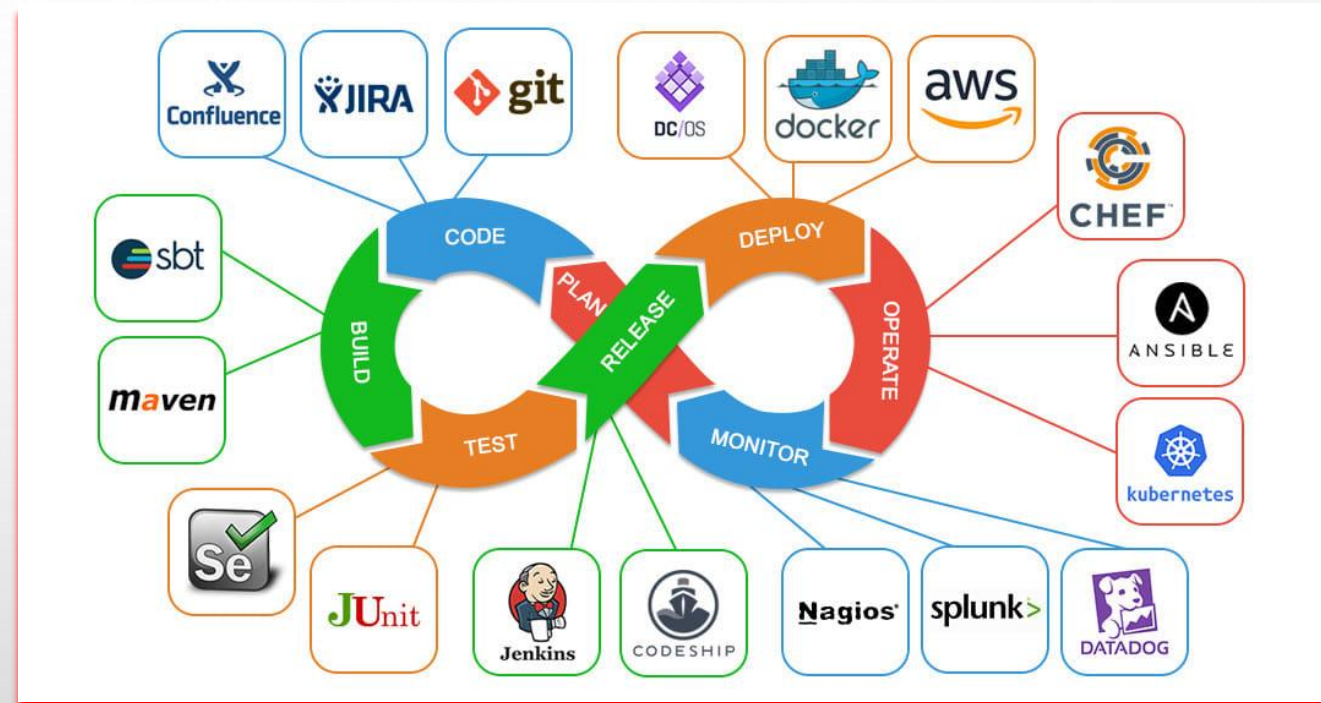 Confluence
JIRA
git
DC/OS
docker
aws
CHEF™
sbt
CODE
DEPLOY
PLAN
RELEASE
BUILD
OPERATE
ANSIBLE
maven
TEST
MONITOR
kubernetes
Se
JUnit
Jenkins
CODESHIP
Nagios®
splunk>
DATADOG